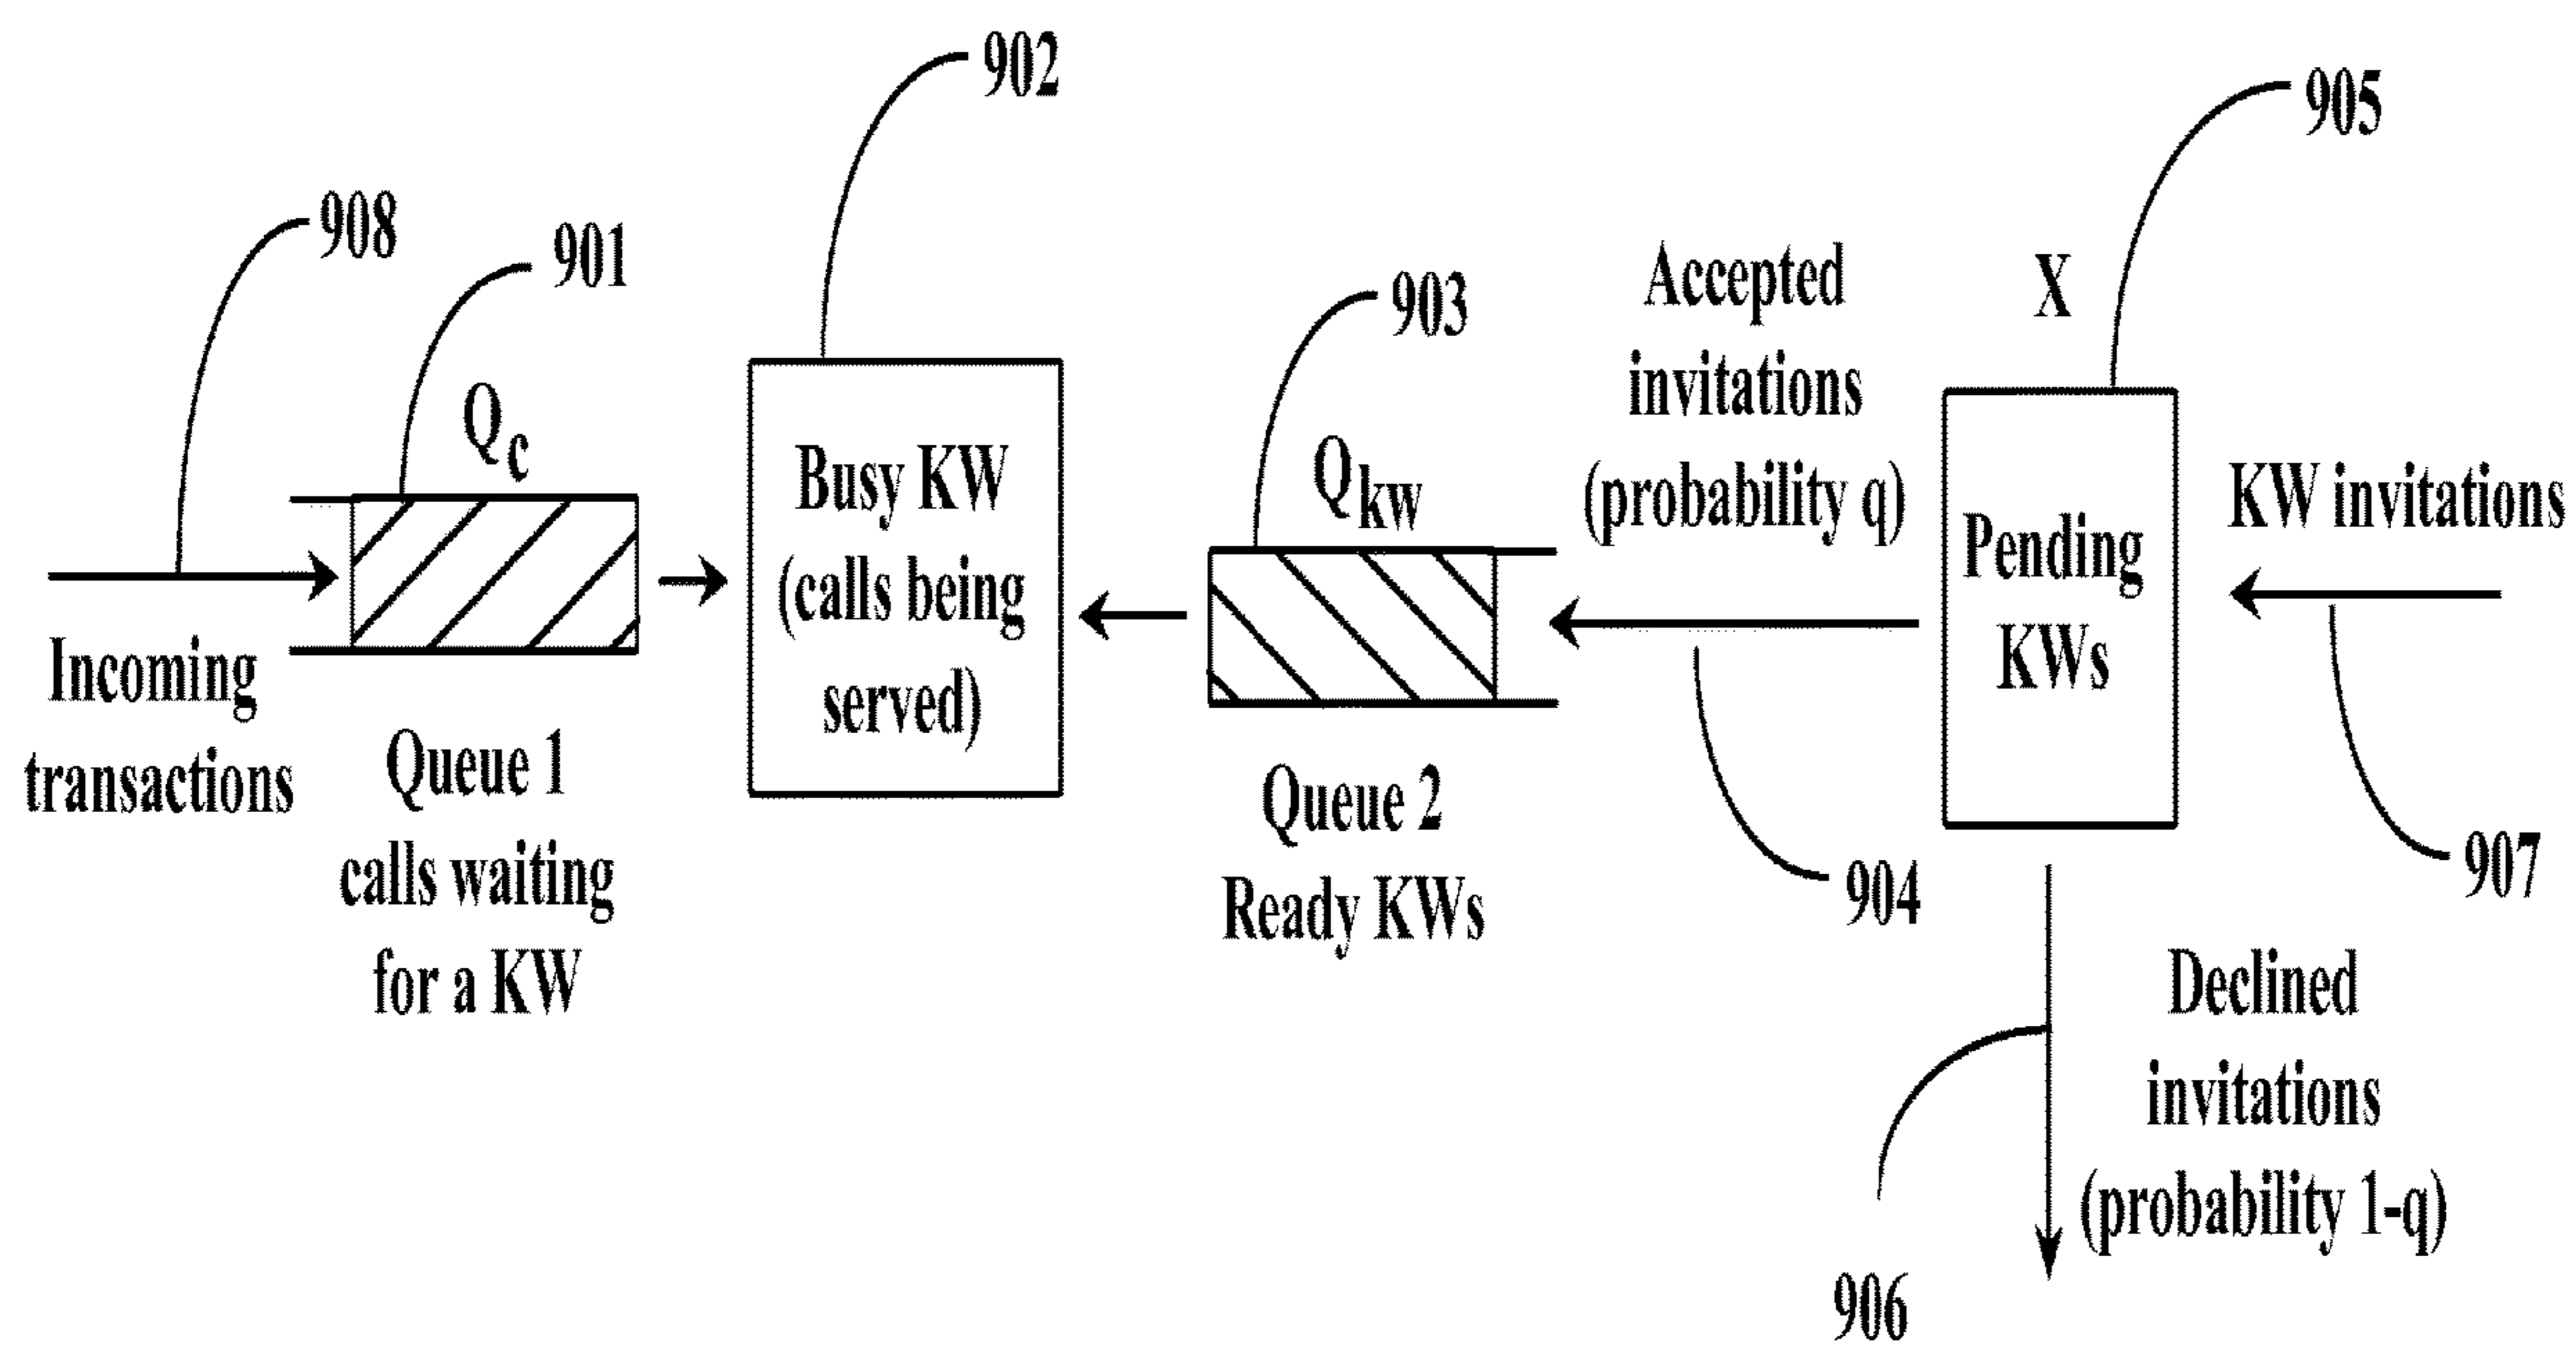 902
905
908
901
903
Accepted
invitations
(probability q)
X
Qc
Qkw
Busy KW
(calls being
served)
Pending
KWs
KW invitations
Incoming
transactions
Queue 1
calls waiting
for a KW
Queue 2
Ready KWs
904
907
Declined
invitations
(probability 1-q)
906